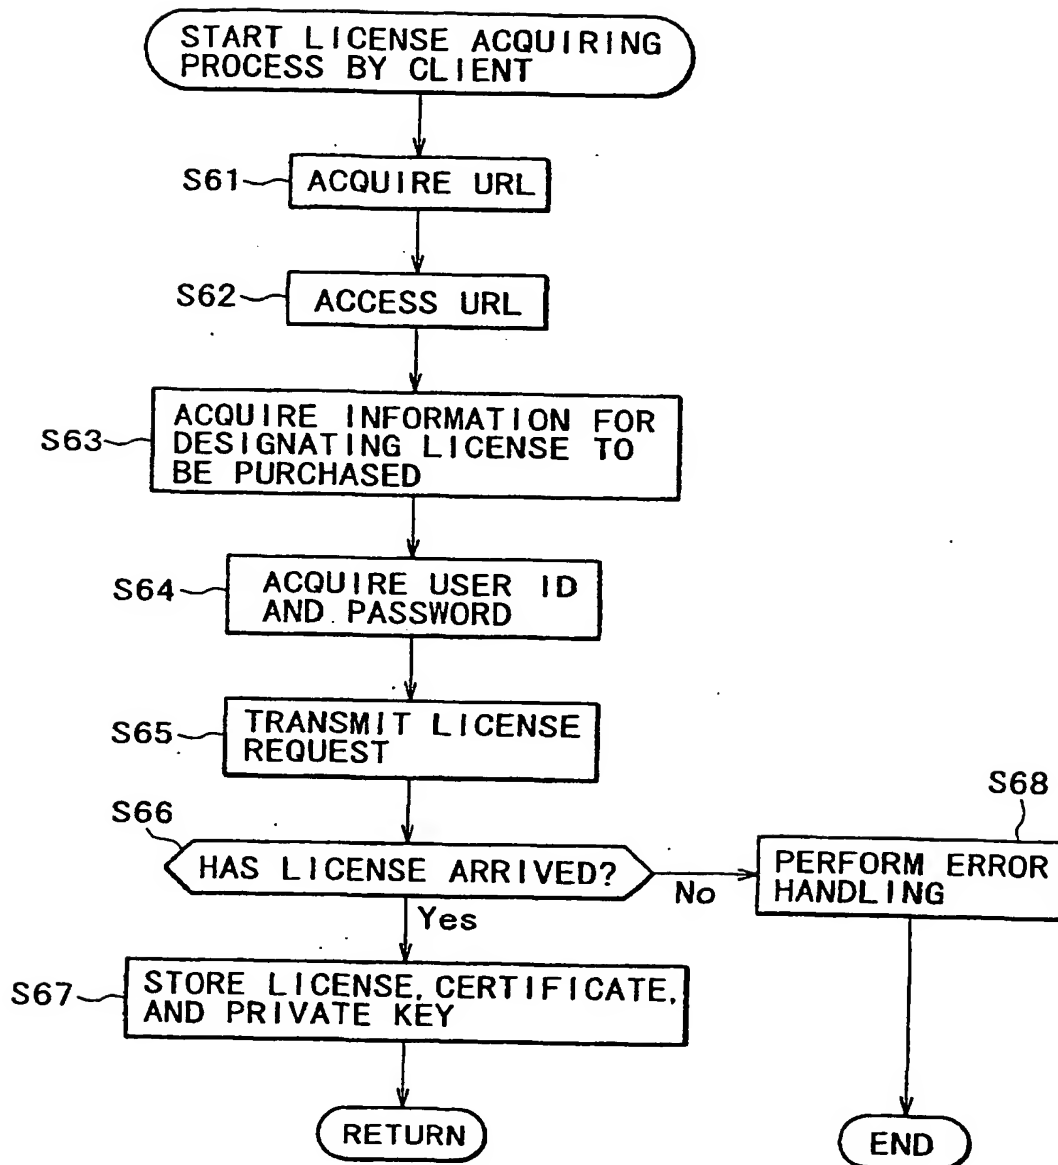 START LICENSE ACQUIRING
PROCESS BY CLIENT
S61
ACQUIRE URL
S62
ACCESS URL
S63
ACQUIRE INFORMATION FOR
DESIGNATING LICENSE TO
BE PURCHASED
S64
ACQUIRE USER ID
AND PASSWORD
S65
TRANSMIT LICENSE
REQUEST
S66
HAS LICENSE ARRIVED?
No
Yes
S68
PERFORM ERROR
HANDLING
S67
STORE LICENSE, CERTIFICATE,
AND PRIVATE KEY
RETURN
END